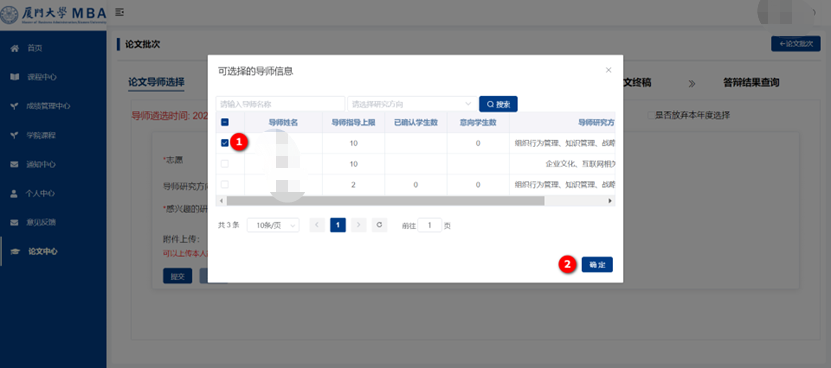 厦门大学 MBA
首页
课程中心
成绩管理中心
学院课程
通知中心
个人中心
意见反馈
论文中心
论文批次
←论文批次
论文导师选择
文终稿
答辩结果查询
导师遴选时间: 202
是否放弃本年度选择
*志愿
导师研究方向
*感兴趣的研
附件上传：
可以上传本人
提交
可选择的导师信息
请输入导师名称
请选择研究方向
搜索
导师姓名 导师指导上限 已确认学生数 意向学生数 导师研究方
1
10 0 组织行为管理、知识管理、战略
10 企业文化、互联网相关
2 0 0 组织行为管理、知识管理、战略
共 3 条 10条/页 1 前往 1 页
2 确 定